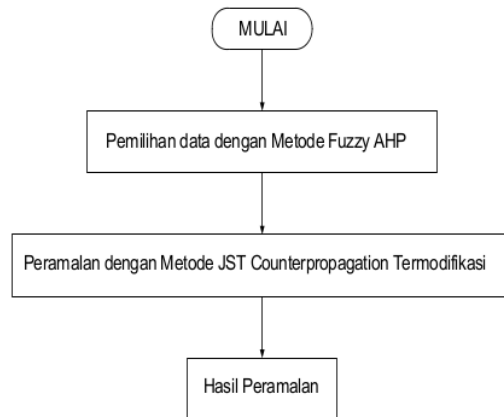 MULAI
Pemilihan data dengan Metode Fuzzy AHP
Peramalan dengan Metode JST Counterpropagation Termodifikasi
Hasil Peramalan